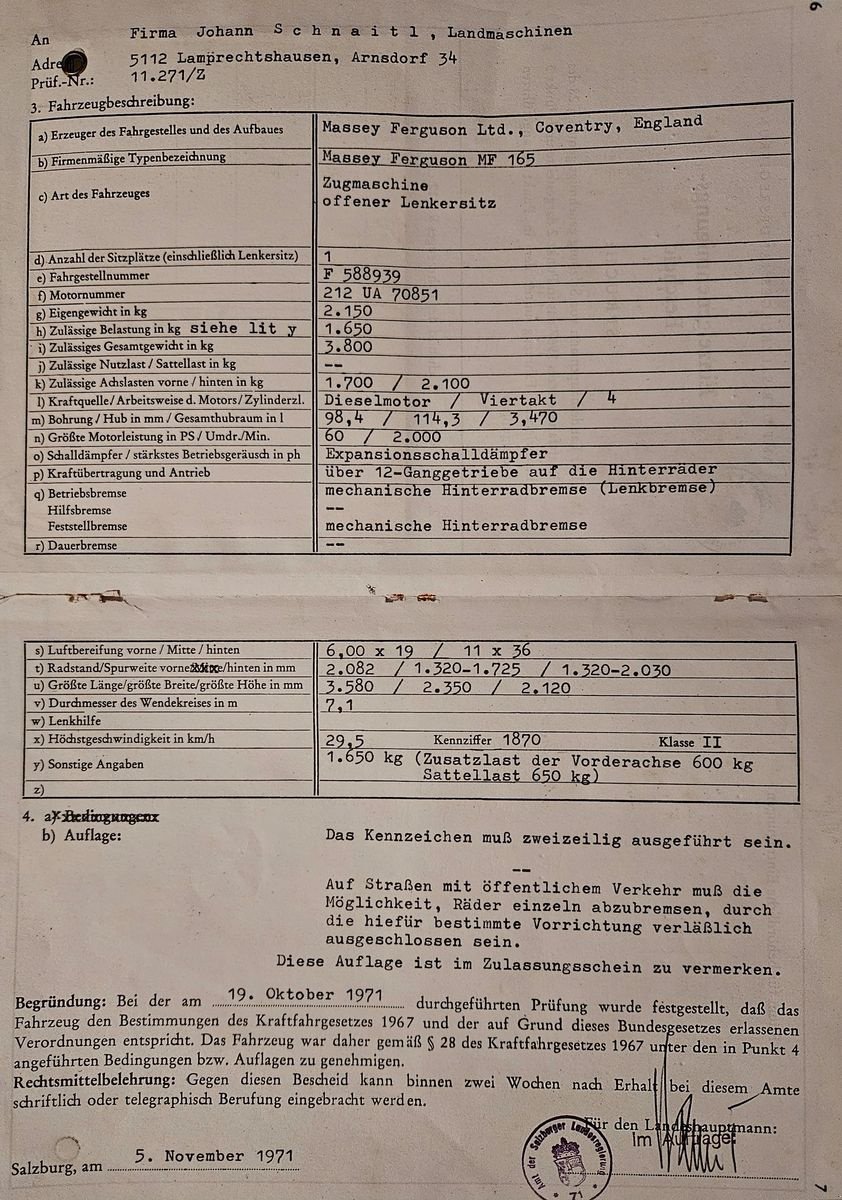 6
An Firma Johann S c h n a i t l , Landmaschinen
Adre 5112 Lamprechtshausen, Arnsdorf 34
Prüf.-Nr.: 11.271/Z
3. Fahrzeugbeschreibung:
a) Erzeuger des Fahrgestelles und des Aufbaues Massey Ferguson Ltd., Coventry, England
b) Firmenmäßige Typenbezeichnung Massey Ferguson MF 165
c) Art des Fahrzeuges Zugmaschine
offener Lenkersitz
d) Anzahl der Sitzplätze (einschließlich Lenkersitz) 1
e) Fahrgestellnummer F 588939
f) Motornummer 212 UA 70851
g) Eigengewicht in kg 2.150
h) Zulässige Belastung in kg siehe lit y 1.650
i) Zulässiges Gesamtgewicht in kg 3.800
j) Zulässige Nutzlast / Sattellast in kg --
k) Zulässige Achslasten vorne / hinten in kg 1.700 / 2.100
l) Kraftquelle / Arbeitsweise d. Motors / Zylinderzl. Dieselmotor / Viertakt / 4
m) Bohrung / Hub in mm / Gesamthubraum in l 98,4 / 114,3 / 3,470
n) Größte Motorleistung in PS / Umdr./Min. 60 / 2.000
o) Schalldämpfer / stärkstes Betriebsgeräusch in ph Expansionsschalldämpfer
p) Kraftübertragung und Antrieb über 12-Ganggetriebe auf die Hinterräder
q) Betriebsbremse mechanische Hinterradbremse (Lenkbremse)
Hilfsbremse --
Feststellbremse mechanische Hinterradbremse
r) Dauerbremse --
s) Luftbereifung vorne / Mitte / hinten 6,00 x 19 / 11 x 36
t) Radstand/Spurweite vorne/Mitte/hinten in mm 2.082 / 1.320-1.725 / 1.320-2.030
u) Größte Länge/größte Breite/größte Höhe in mm 3.580 / 2.350 / 2.120
v) Durchmesser des Wendekreises in m 7,1
w) Lenkhilfe
x) Höchstgeschwindigkeit in km/h 29,5 Kennziffer 1870 Klasse II
y) Sonstige Angaben 1.650 kg (Zusatzlast der Vorderachse 600 kg
Sattellast 650 kg)
z)
4. a) Bedingungen
b) Auflage: Das Kennzeichen muß zweizeilig ausgeführt sein.
--
Auf Straßen mit öffentlichem Verkehr muß die
Möglichkeit, Räder einzeln abzubremsen, durch
die hiefür bestimmte Vorrichtung verläßlich
ausgeschlossen sein.
Diese Auflage ist im Zulassungsschein zu vermerken.
Begründung: Bei der am 19. Oktober 1971 durchgeführten Prüfung wurde festgestellt, daß das
Fahrzeug den Bestimmungen des Kraftfahrgesetzes 1967 und der auf Grund dieses Bundesgesetzes erlassenen
Verordnungen entspricht. Das Fahrzeug war daher gemäß § 28 des Kraftfahrgesetzes 1967 unter den in Punkt 4
angeführten Bedingungen bzw. Auflagen zu genehmigen.
Rechtsmittelbelehrung: Gegen diesen Bescheid kann binnen zwei Wochen nach Erhalt bei diesem Amte
schriftlich oder telegraphisch Berufung eingebracht werden.
Für den Landeshauptmann:
Im Auftrage:
Amt der Salzburger Landesregierung
* 71 *
Salzburg, am 5. November 1971
7